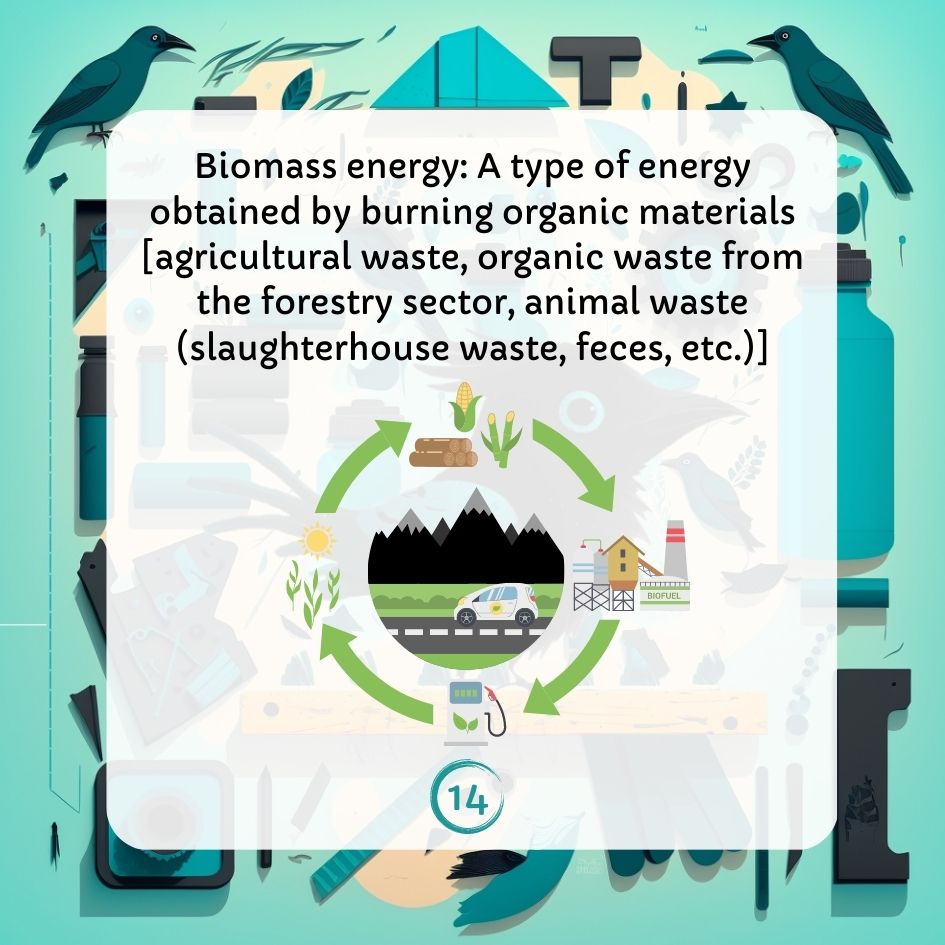 Biomass energy: A type of energy
obtained by burning organic materials
[agricultural waste, organic waste from
the forestry sector, animal waste
(slaughterhouse waste, feces, etc.)]
BIOFUEL
14